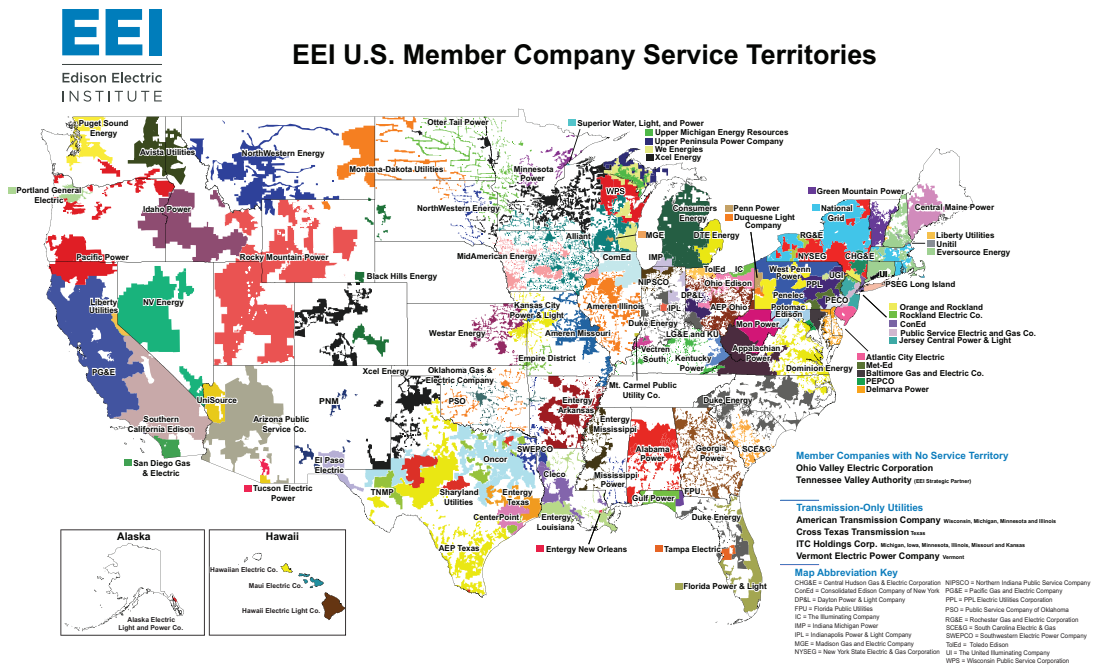 EEI
Edison Electric
INSTITUTE
EEI U.S. Member Company Service Territories
Puget Sound
Energy
Avista Utilities
NorthWestern Energy
Montana-Dakota Utilities
Otter Tail Power
Minnesota
Power
Superior Water, Light, and Power
Upper Michigan Energy Resources
Upper Peninsula Power Company
We Energies
Xcel Energy
Portland General
Electric
Idaho Power
NorthWestern Energy
WPS
Consumers
Energy
Penn Power
Duquesne Light
Company
Green Mountain Power
National
Grid
Central Maine Power
Pacific Power
Rocky Mountain Power
Alliant
MGE
DTE Energy
RG&E
NYSEG
CHG&E
Liberty Utilities
Unitil
Eversource Energy
MidAmerican Energy
ComEd
IMP
TolEd
IC
West Penn
Power
UGI
UI
PSEG Long Island
Black Hills Energy
NIPSCO
Ohio Edison
PPL
Penelec
Liberty
Utilities
NV Energy
Kansas City
Power & Light
Ameren Illinois
DP&L
IPL
AEP Ohio
Potomac
Edison
PECO
Orange and Rockland
Rockland Electric Co.
ConEd
Public Service Electric and Gas Co.
Jersey Central Power & Light
Westar Energy
Ameren Missouri
Duke Energy
LG&E and KU
Mon Power
Vectren
South
Kentucky
Power
Appalachian
Power
Empire District
Dominion Energy
Atlantic City Electric
Met-Ed
Baltimore Gas and Electric Co.
PEPCO
Delmarva Power
PG&E
Xcel Energy
Oklahoma Gas &
Electric Company
Mt. Carmel Public
Utility Co.
UniSource
PNM
PSO
Entergy
Arkansas
Duke Energy
Southern
California Edison
Arizona Public
Service Co.
Entergy
Mississippi
San Diego Gas
& Electric
El Paso
Electric
Oncor
SWEPCO
Alabama
Power
Georgia
Power
SCE&G
Tucson Electric
Power
TNMP
Sharyland
Utilities
Entergy
Texas
Cleco
Mississippi
Power
Gulf Power
FPU
CenterPoint
Entergy
Louisiana
Duke Energy
AEP Texas
Entergy New Orleans
Tampa Electric
Florida Power & Light
Alaska
Alaska Electric
Light and Power Co.
Hawaii
Hawaiian Electric Co.
Maui Electric Co.
Hawaii Electric Light Co.
Member Companies with No Service Territory
Ohio Valley Electric Corporation
Tennessee Valley Authority (EEI Strategic Partner)
Transmission-Only Utilities
American Transmission Company Wisconsin, Michigan, Minnesota and Illinois
Cross Texas Transmission Texas
ITC Holdings Corp. Michigan, Iowa, Minnesota, Illinois, Missouri and Kansas
Vermont Electric Power Company Vermont
Map Abbreviation Key
CHG&E = Central Hudson Gas & Electric Corporation
ConEd = Consolidated Edison Company of New York
DP&L = Dayton Power & Light Company
FPU = Florida Public Utilities
IC = The Illuminating Company
IMP = Indiana Michigan Power
IPL = Indianapolis Power & Light Company
MGE = Madison Gas and Electric Company
NYSEG = New York State Electric & Gas Corporation
NIPSCO = Northern Indiana Public Service Company
PG&E = Pacific Gas and Electric Company
PPL = PPL Electric Utilities Corporation
PSO = Public Service Company of Oklahoma
RG&E = Rochester Gas and Electric Corporation
SCE&G = South Carolina Electric & Gas
SWEPCO = Southwestern Electric Power Company
TolEd = Toledo Edison
UI = The United Illuminating Company
WPS = Wisconsin Public Service Corporation